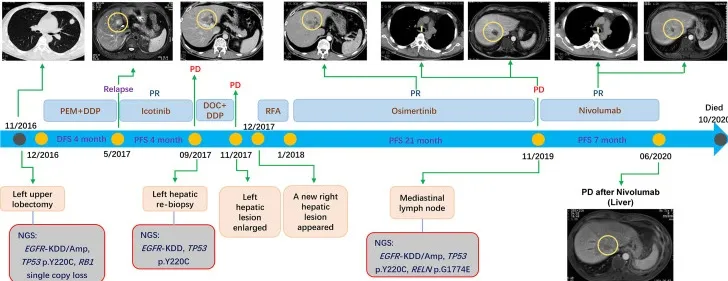 Relapse
PR
PD
PD
PR
PD
PR
PEM+DDP
Icotinib
DOC+
DDP
RFA
Osimertinib
Nivolumab
Died
10/2020
11/2016
12/2017
DFS 4 month
PFS 4 month
PFS 21 month
PFS 7 month
12/2016
5/2017
09/2017
11/2017
1/2018
11/2019
06/2020
Left upper
lobectomy
Left hepatic
re-biopsy
Left
hepatic
lesion
enlarged
A new right
hepatic
lesion
appeared
Mediastinal
lymph node
PD after Nivolumab
(Liver)
NGS:
EGFR-KDD/Amp,
TP53 p.Y220C, RB1
single copy loss
NGS:
EGFR-KDD, TP53
p.Y220C
NGS:
EGFR-KDD/Amp, TP53
p.Y220C, RELN p.G1774E